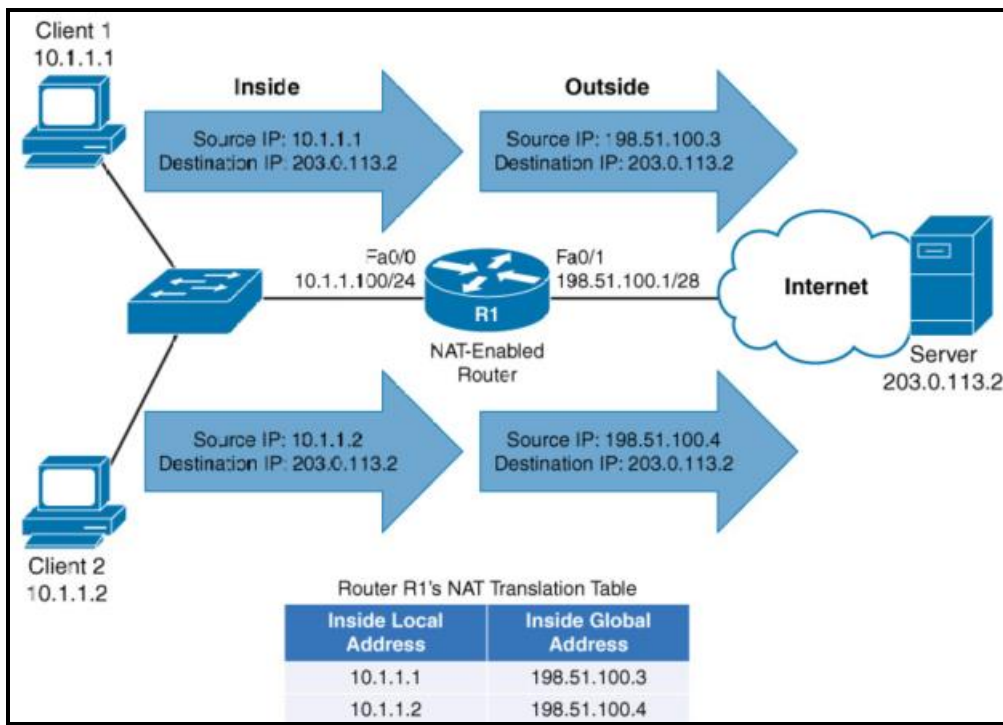 Client 1
10.1.1.1
Inside
Outside
Source IP: 10.1.1.1
Destination IP: 203.0.113.2
Source IP: 198.51.100.3
Destination IP: 203.0.113.2
Fa0/0
10.1.1.100/24
Fa0/1
198.51.100.1/28
R1
NAT-Enabled
Router
Internet
Server
203.0.113.2
Source IP: 10.1.1.2
Destination IP: 203.0.113.2
Source IP: 198.51.100.4
Destination IP: 203.0.113.2
Client 2
10.1.1.2
Router R1's NAT Translation Table
Inside Local
Address
Inside Global
Address
10.1.1.1
198.51.100.3
10.1.1.2
198.51.100.4